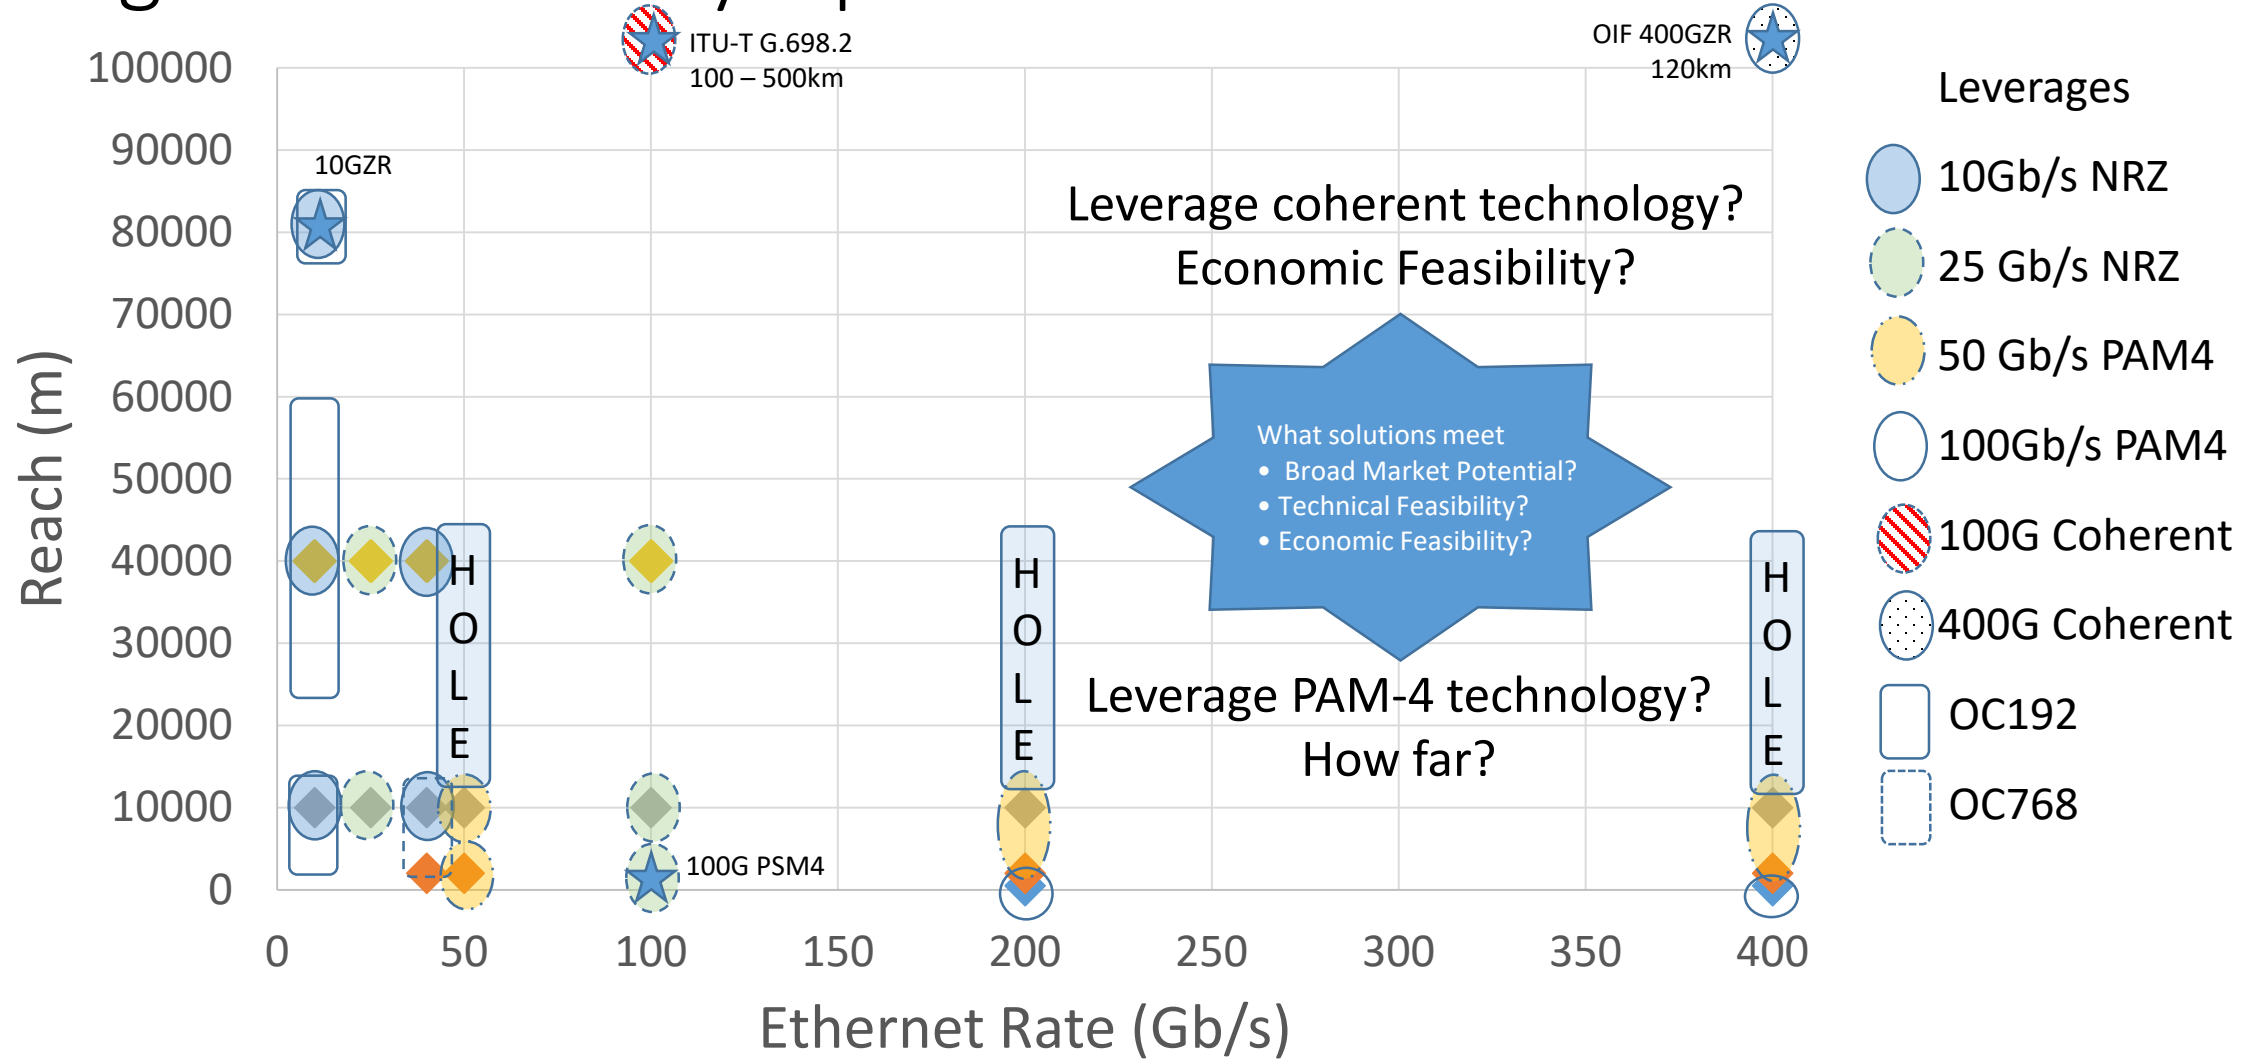 ITU-T G.698.2
100 – 500km
OIF 400GZR
120km
100000
90000
80000
70000
60000
50000
40000
30000
20000
10000
0
Reach (m)
10GZR
Leverage coherent technology?
Economic Feasibility?
What solutions meet
• Broad Market Potential?
• Technical Feasibility?
• Economic Feasibility?
H
O
L
E
H
O
L
E
H
O
L
E
Leverage PAM-4 technology?
How far?
100G PSM4
0 50 100 150 200 250 300 350 400
Ethernet Rate (Gb/s)
Leverages
10Gb/s NRZ
25 Gb/s NRZ
50 Gb/s PAM4
100Gb/s PAM4
100G Coherent
400G Coherent
OC192
OC768